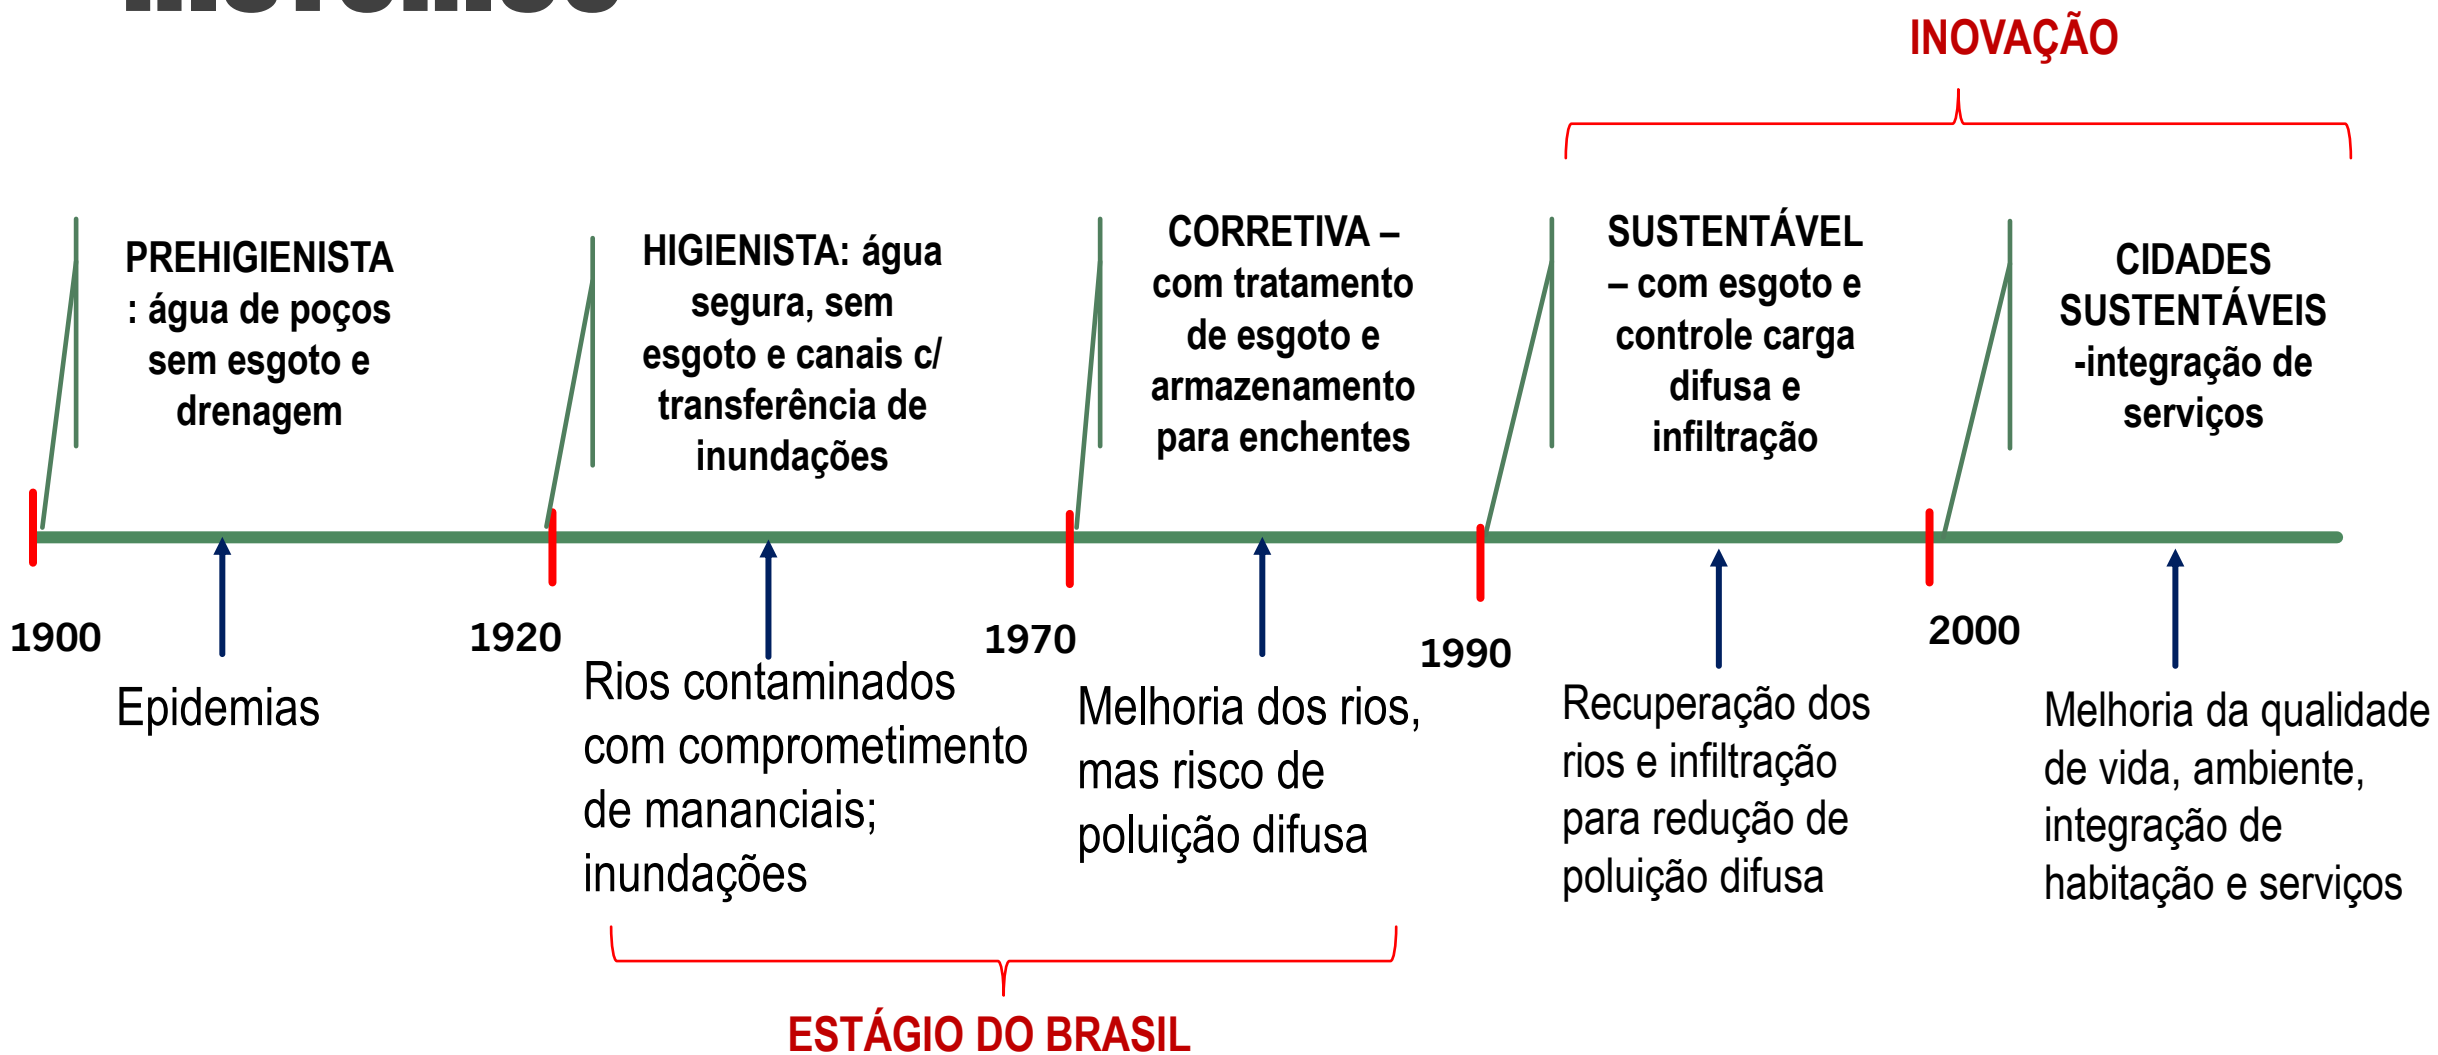 INOVAÇÃO
PREHIGIENISTA
: água de poços
sem esgoto e
drenagem
HIGIENISTA: água
segura, sem
esgoto e canais c/
transferência de
inundações
CORRETIVA –
com tratamento
de esgoto e
armazenamento
para enchentes
SUSTENTÁVEL
– com esgoto e
controle carga
difusa e
infiltração
CIDADES
SUSTENTÁVEIS
-integração de
serviços
1900
1920
1970
1990
2000
Epidemias
Rios contaminados
com comprometimento
de mananciais;
inundações
Melhoria dos rios,
mas risco de
poluição difusa
Recuperação dos
rios e infiltração
para redução de
poluição difusa
Melhoria da qualidade
de vida, ambiente,
integração de
habitação e serviços
ESTÁGIO DO BRASIL